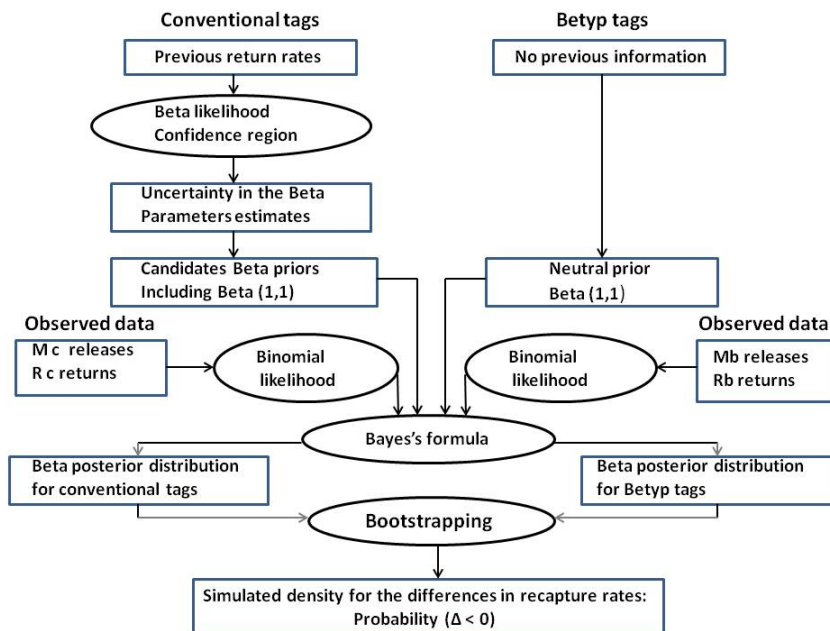 Conventional tags
Betyp tags
Previous return rates
No previous information
Beta likelihood
Confidence region
Uncertainty in the Beta
Parameters estimates
Candidates Beta priors
Including Beta (1,1)
Neutral prior
Beta (1,1)
Observed data
M c releases
R c returns
Binomial
likelihood
Binomial
likelihood
Observed data
Mb releases
Rb returns
Bayes's formula
Beta posterior distribution
for conventional tags
Beta posterior distribution
for Betyp tags
Bootstrapping
Simulated density for the differences in recapture rates:
Probability (Δ < 0)